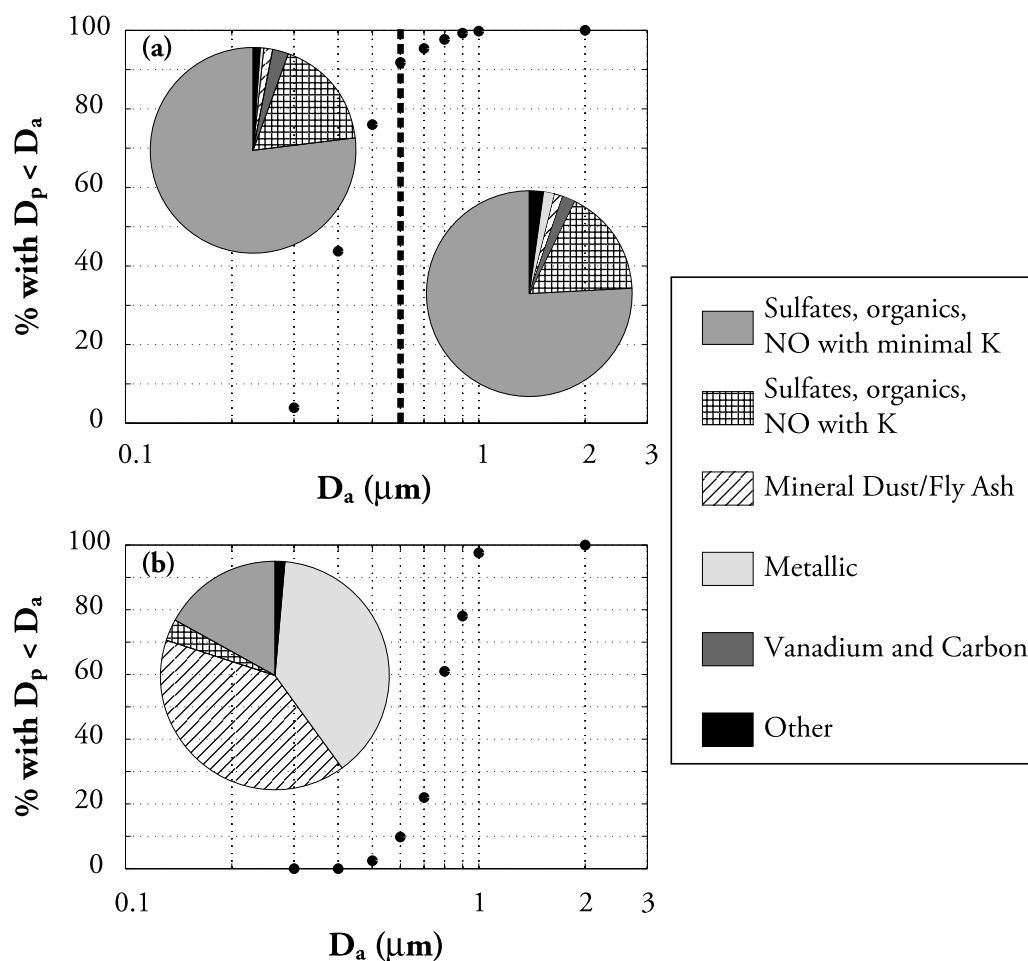 (a)
% with Dₚ < Dₐ
100
80
60
40
20
0
0.1
1
2
3
Dₐ (μm)
(b)
% with Dₚ < Dₐ
100
80
60
40
20
0
0.1
1
2
3
Dₐ (μm)
Sulfates, organics,
NO with minimal K
Sulfates, organics,
NO with K
Mineral Dust/Fly Ash
Metallic
Vanadium and Carbon
Other